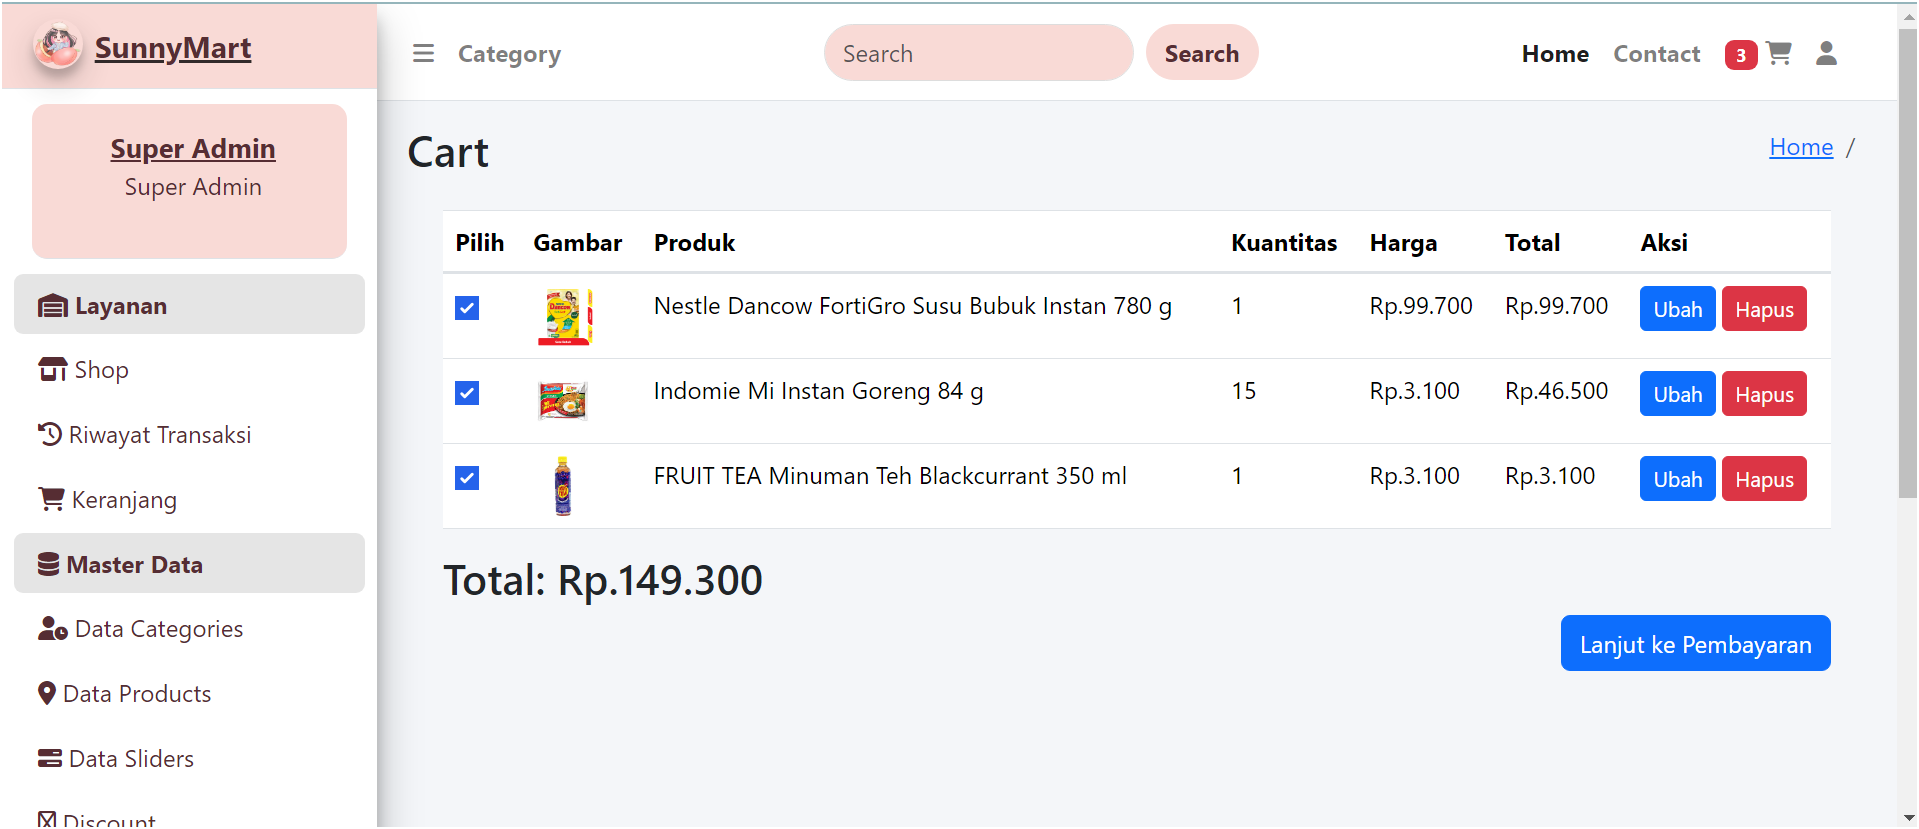 SunnyMart
Category
Search
Search
Home
Contact
3
Super Admin
Super Admin
Layanan
Shop
Riwayat Transaksi
Keranjang
Master Data
Data Categories
Data Products
Data Sliders
Discount
Cart
Home /
Pilih Gambar Produk Kuantitas Harga Total Aksi
Nestle Dancow FortiGro Susu Bubuk Instan 780 g 1 Rp.99.700 Rp.99.700 Ubah Hapus
Indomie Mi Instan Goreng 84 g 15 Rp.3.100 Rp.46.500 Ubah Hapus
FRUIT TEA Minuman Teh Blackcurrant 350 ml 1 Rp.3.100 Rp.3.100 Ubah Hapus
Total: Rp.149.300
Lanjut ke Pembayaran